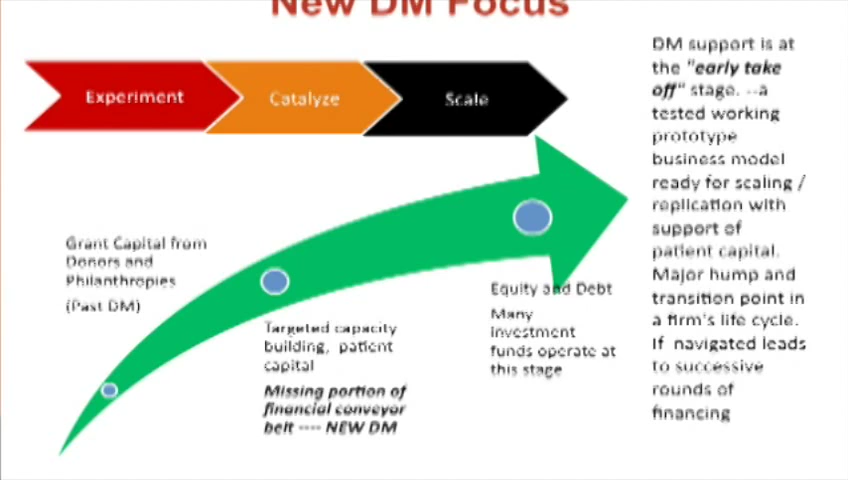 New DM Focus
Experiment
Catalyze
Scale
Grant Capital from
Donors and
Philanthropies
(Past DM)
Targeted capacity
building, patient
capital
Missing portion of
financial conveyor
belt ---- NEW DM
Equity and Debt
Many
investment
funds operate at
this stage
DM support is at
the "early take
off" stage. --a
tested working
prototype
business model
ready for scaling /
replication with
support of
patient capital.
Major hump and
transition point in
a firm's life cycle.
If navigated leads
to successive
rounds of
financing